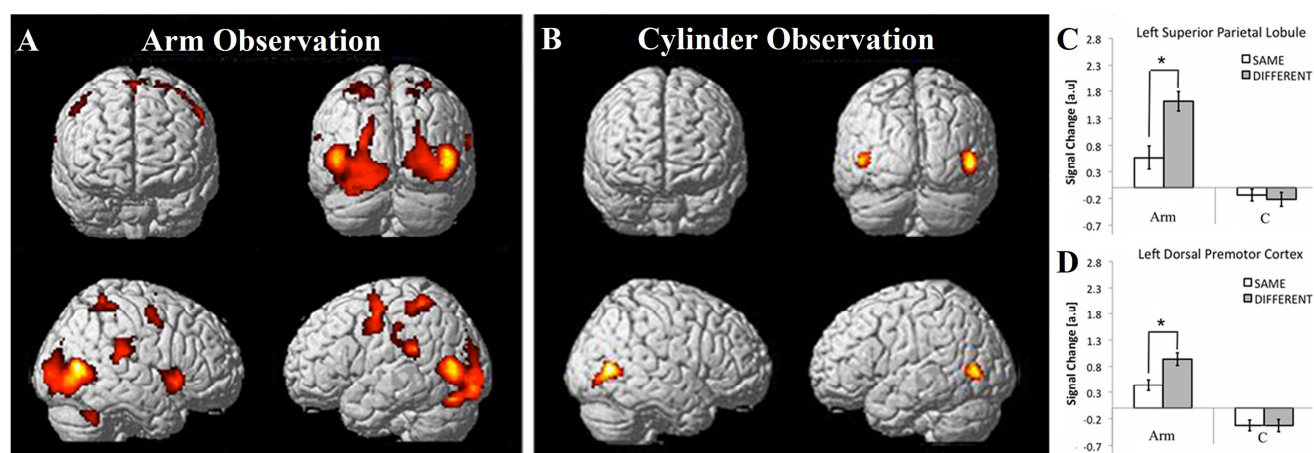 A Arm Observation
B Cylinder Observation
C Left Superior Parietal Lobule
2.8
2.3
1.8
1.3
0.8
0.3
-0.2
-0.7
Signal Change [a.u]
SAME
DIFFERENT
*
Arm
C
D Left Dorsal Premotor Cortex
2.8
2.3
1.8
1.3
0.8
0.3
-0.2
-0.7
Signal Change [a.u]
SAME
DIFFERENT
*
Arm
C